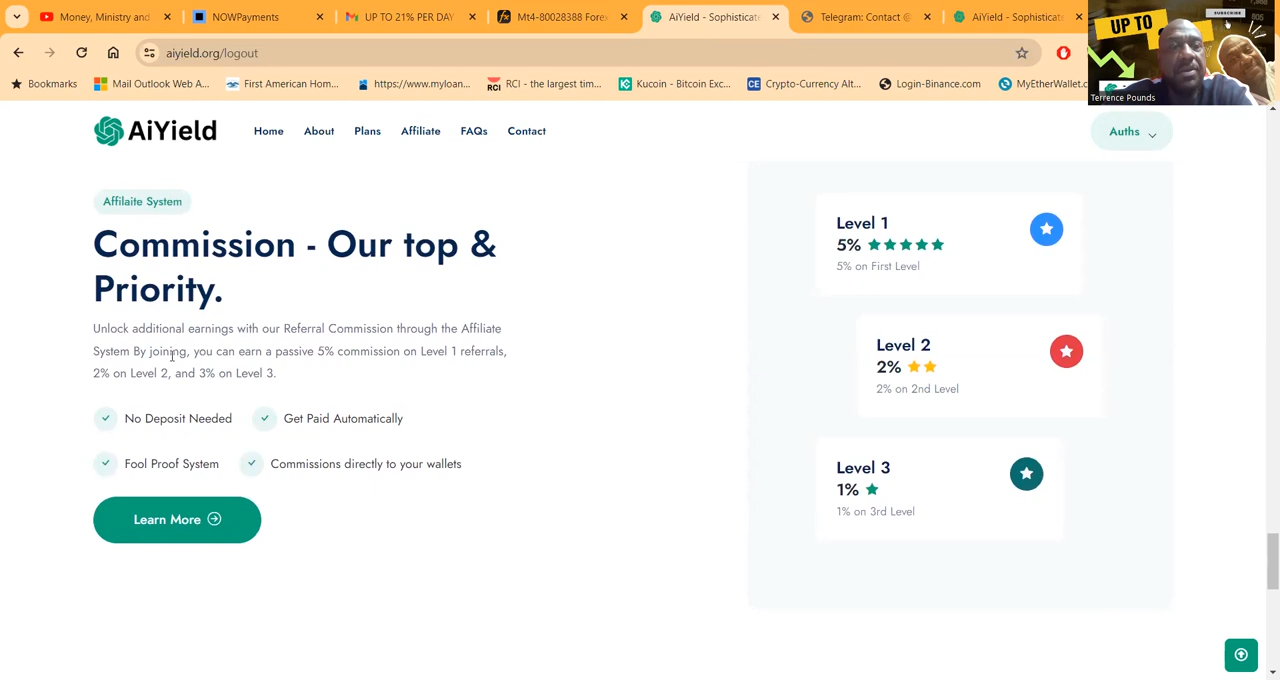 Money, Ministry and
NOWPayments
UP TO 21% PER DAY
Mt4-80028388 Fore
AiYield - Sophisticate
Telegram: Contact @
AiYield - Sophisticate
aiyield.org/logout
Bookmarks
Mail Outlook Web A...
First American Hom...
https://www.myloan...
RCI
RCI - the largest tim...
Kucoin - Bitcoin Exc...
CE
Crypto-Currency Alt...
Login-Binance.com
MyEtherWallet.c
UP TO
SUBSCRIBE
Terrence Pounds
AiYield
Home
About
Plans
Affiliate
FAQs
Contact
Auths
Affilaite System
Commission - Our top &
Priority.
Unlock additional earnings with our Referral Commission through the Affiliate
System By joining, you can earn a passive 5% commission on Level 1 referrals,
2% on Level 2, and 3% on Level 3.
No Deposit Needed
Get Paid Automatically
Fool Proof System
Commissions directly to your wallets
Learn More
Level 1
5%
5% on First Level
Level 2
2%
2% on 2nd Level
Level 3
1%
1% on 3rd Level